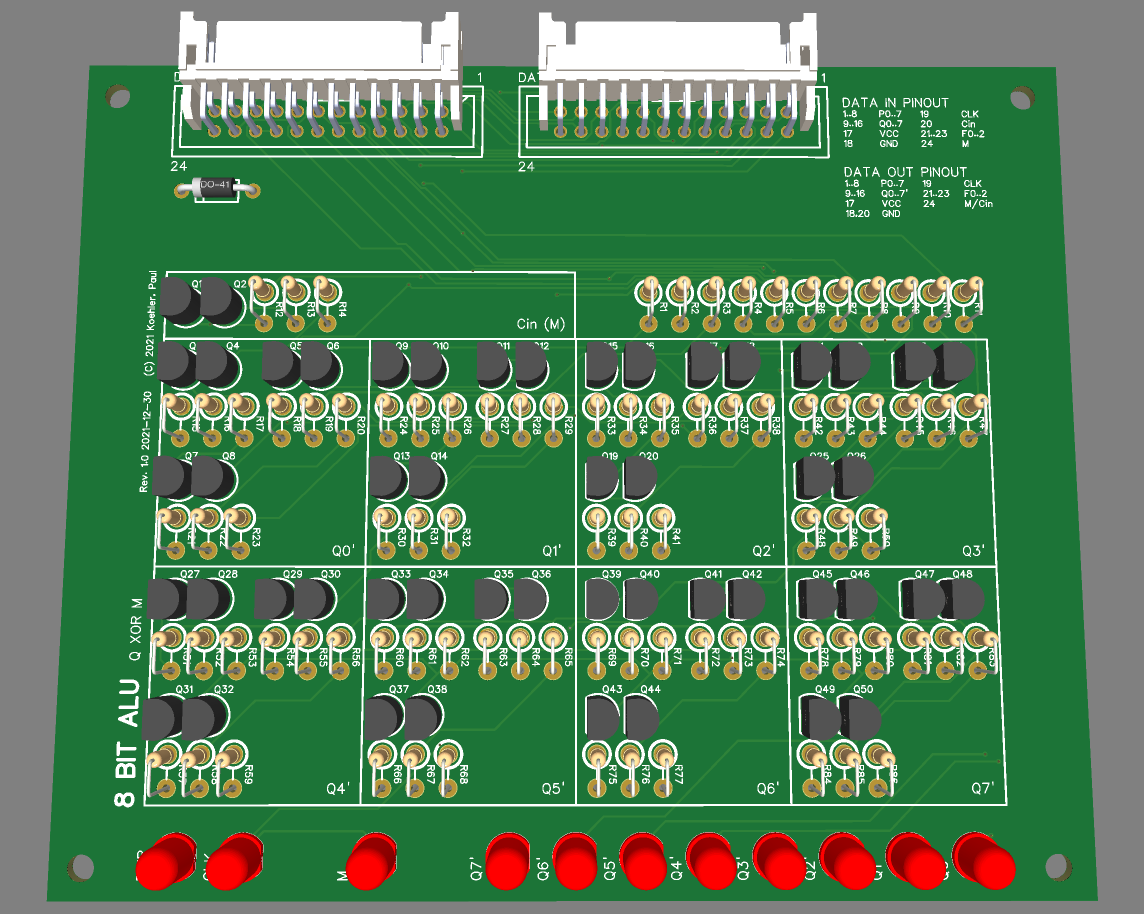 1
1
24
24
DATA IN PINOUT
1..8 P0..7 19 CLK
9..16 Q0..7 20 Cin
17 VCC 21..23 F0..2
18 GND 24 M
DATA OUT PINOUT
1..8 P0..7 19 CLK
9..16 Q0..7' 21..23 F0..2
17 VCC 24 M/Cin
18.20 GND
DO-41
Rev. 1.0 2021-12-30 (C) 2021 Koehler, Paul
Q2
R12 R13 R14
R1 R2 R3 R4 R5 R6
Cin (M)
Q4 Q5 Q6 Q9 Q10 Q11 Q12
R17 R18 R19 R20 R24 R25 R26 R27 R28 R29 R33 R34 R35 R36 R37 R38 R42 R43
Q7 Q8 Q13 Q14 Q19 Q20 Q25 Q26
R22 R23 R30 R31 R32 R39 R40 R41 R48 R49
Q0' Q1' Q2' Q3'
Q27 Q28 Q29 Q30 Q33 Q34 Q35 Q36 Q39 Q40 Q41 Q42 Q45 Q46 Q47 Q48
Q XOR M
R53 R54 R55 R56 R60 R61 R62 R63 R64 R65 R69 R70 R71 R72 R73 R74 R78 R79
Q31 Q32 Q37 Q38 Q43 Q44 Q49 Q50
R59 R66 R67 R68 R75 R76 R77 R84 R85
8 BIT ALU
Q4' Q5' Q6' Q7'
M Q7' Q6' Q5' Q4' Q3' Q2'